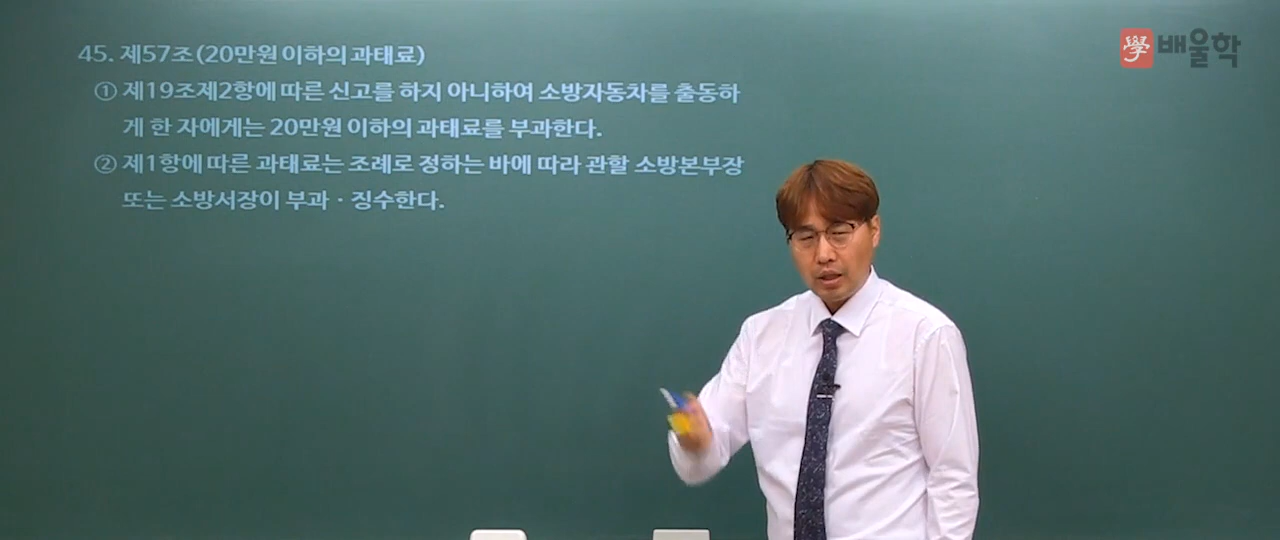 學 배울학
45. 제57조(20만원 이하의 과태료)
① 제19조제2항에 따른 신고를 하지 아니하여 소방자동차를 출동하
게 한 자에게는 20만원 이하의 과태료를 부과한다.
② 제1항에 따른 과태료는 조례로 정하는 바에 따라 관할 소방본부장
또는 소방서장이 부과 · 징수한다.